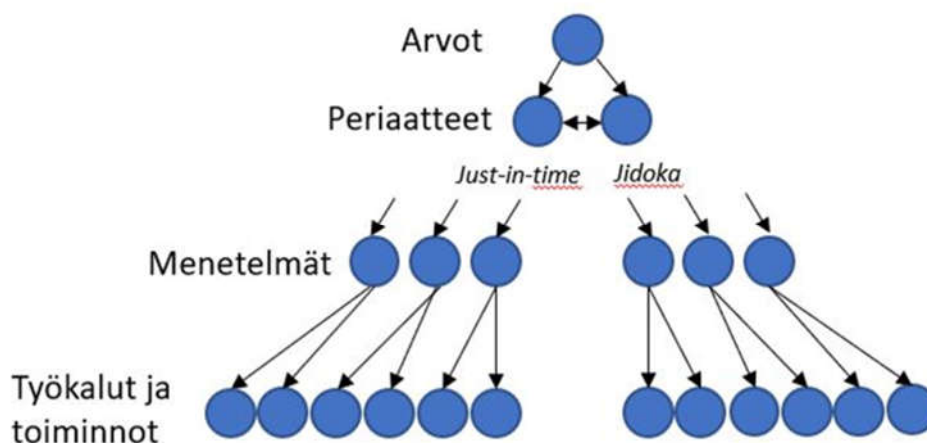 Arvot
Periaatteet
Just-in-time Jidoka
Menetelmät
Työkalut ja
toiminnot